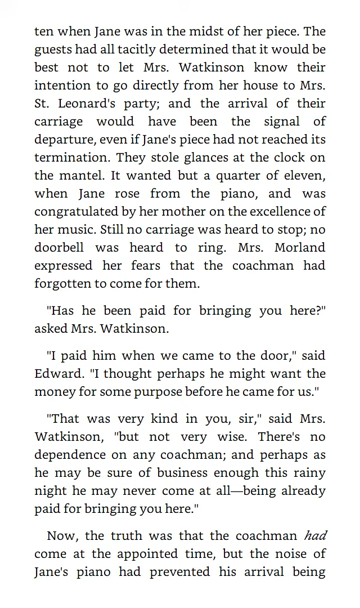 ten when Jane was in the midst of her piece. The
guests had all tacitly determined that it would be
best not to let Mrs. Watkinson know their
intention to go directly from her house to Mrs.
St. Leonard's party; and the arrival of their
carriage would have been the signal of
departure, even if Jane's piece had not reached its
termination. They stole glances at the clock on
the mantel. It wanted but a quarter of eleven,
when Jane rose from the piano, and was
congratulated by her mother on the excellence of
her music. Still no carriage was heard to stop; no
doorbell was heard to ring. Mrs. Morland
expressed her fears that the coachman had
forgotten to come for them.
"Has he been paid for bringing you here?"
asked Mrs. Watkinson.
"I paid him when we came to the door," said
Edward. "I thought perhaps he might want the
money for some purpose before he came for us."
"That was very kind in you, sir," said Mrs.
Watkinson, "but not very wise. There's no
dependence on any coachman; and perhaps as
he may be sure of business enough this rainy
night he may never come at all—being already
paid for bringing you here."
Now, the truth was that the coachman had
come at the appointed time, but the noise of
Jane's piano had prevented his arrival being